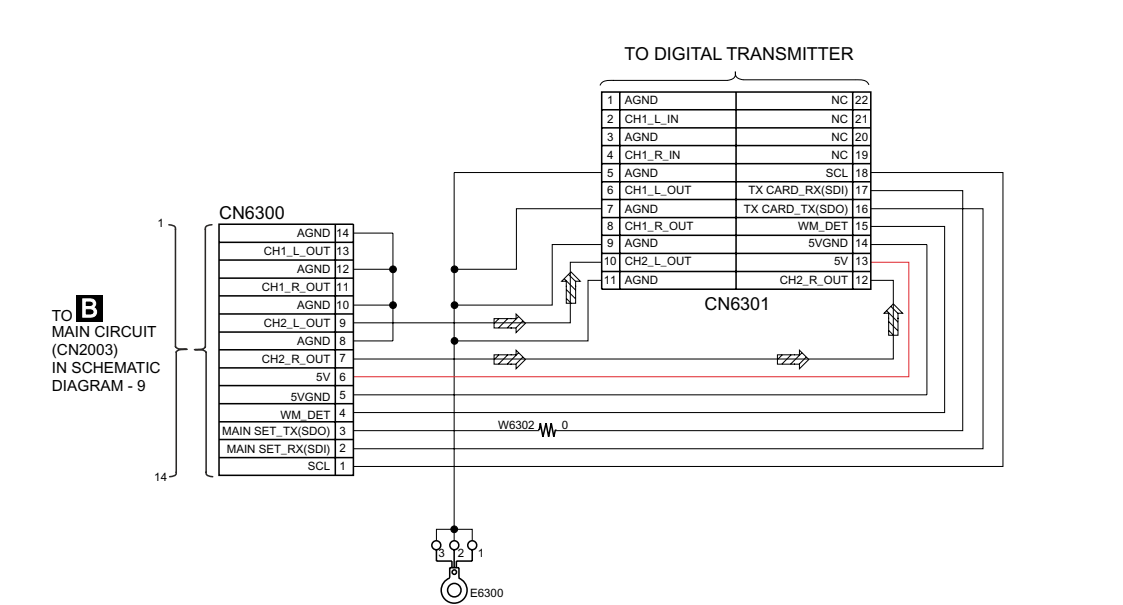 TO DIGITAL TRANSMITTER
1 AGND NC 22
2 CH1_L_IN NC 21
3 AGND NC 20
4 CH1_R_IN NC 19
5 AGND SCL 18
6 CH1_L_OUT TX CARD_RX(SDI) 17
7 AGND TX CARD_TX(SDO) 16
8 CH1_R_OUT WM_DET 15
9 AGND 5VGND 14
10 CH2_L_OUT 5V 13
11 AGND CH2_R_OUT 12
CN6301
CN6300
1
AGND 14
CH1_L_OUT 13
AGND 12
CH1_R_OUT 11
AGND 10
CH2_L_OUT 9
AGND 8
CH2_R_OUT 7
5V 6
5VGND 5
WM_DET 4
MAIN SET_TX(SDO) 3
MAIN SET_RX(SDI) 2
SCL 1
14
TO B
MAIN CIRCUIT
(CN2003)
IN SCHEMATIC
DIAGRAM - 9
W6302 0
3 2 1
E6300